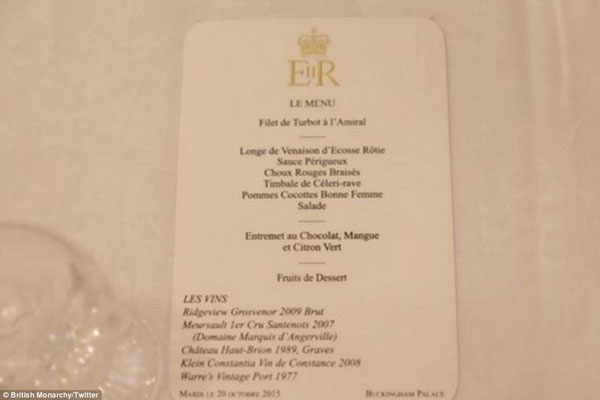 EIIR
LE MENU
Filet de Turbot à l'Amiral
Longe de Venaison d'Ecosse Rôtie
Sauce Périgueux
Choux Rouges Braisés
Timbale de Céleri-rave
Pommes Cocottes Bonne Femme
Salade
Entremet au Chocolat, Mangue
et Citron Vert
Fruits de Dessert
LES VINS
Ridgeview Grosvenor 2009 Brut
Meursault 1er Cru Santenots 2007
(Domaine Marquis d'Angerville)
Château Haut-Brion 1989, Graves
Klein Constantia Vin de Constance 2008
Warre's Vintage Port 1977
MARDI LE 20 OCTOBRE 2015 BUCKINGHAM PALACE
© British Monarchy/Twitter